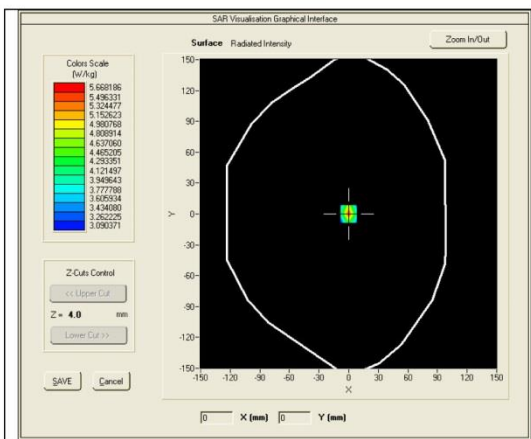 SAR Visualisation Graphical Interface
Surface Radiated Intensity
Zoom In/Out
Colors Scale
(W/kg)
5.668186
5.496331
5.324477
5.152623
4.980768
4.808914
4.637060
4.465205
4.293351
4.121497
3.949643
3.777788
3.605934
3.434080
3.262225
3.090371
Z-Cuts Control
<< Upper Cut
Z = 4.0 mm
Lower Cut >>
SAVE Cancel
150
120
90
60
30
0
-30
-60
-90
-120
-150
Y
-150 -120 -90 -60 -30 0 30 60 90 120 150
X
0 X (mm) 0 Y (mm)